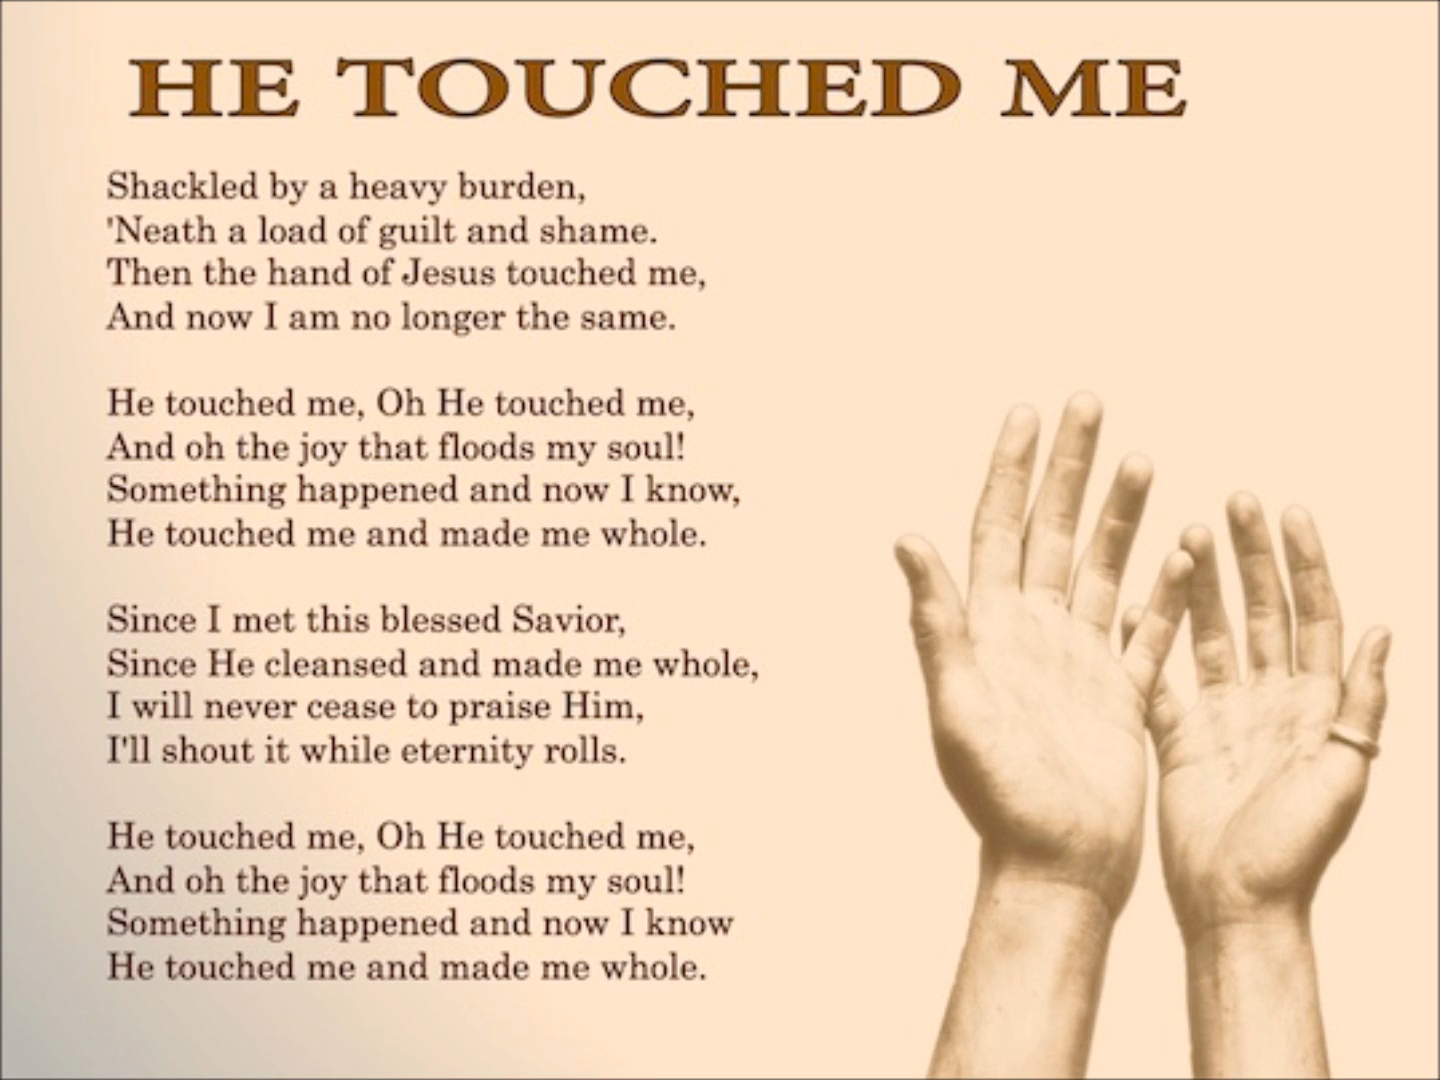 HE TOUCHED ME
Shackled by a heavy burden,
'Neath a load of guilt and shame.
Then the hand of Jesus touched me,
And now I am no longer the same.
He touched me, Oh He touched me,
And oh the joy that floods my soul!
Something happened and now I know,
He touched me and made me whole.
Since I met this blessed Savior,
Since He cleansed and made me whole,
I will never cease to praise Him,
I'll shout it while eternity rolls.
He touched me, Oh He touched me,
And oh the joy that floods my soul!
Something happened and now I know
He touched me and made me whole.